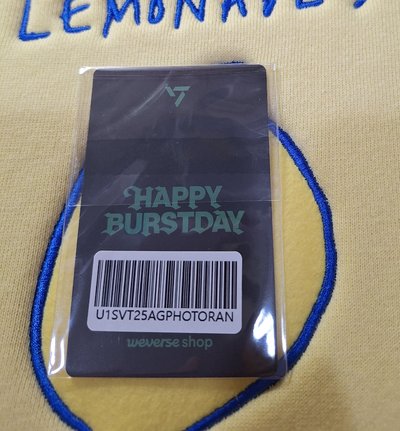 LEMONADE
HAPPY
BURSTDAY
U1SVT25AGPHOTORAN
weverse shop